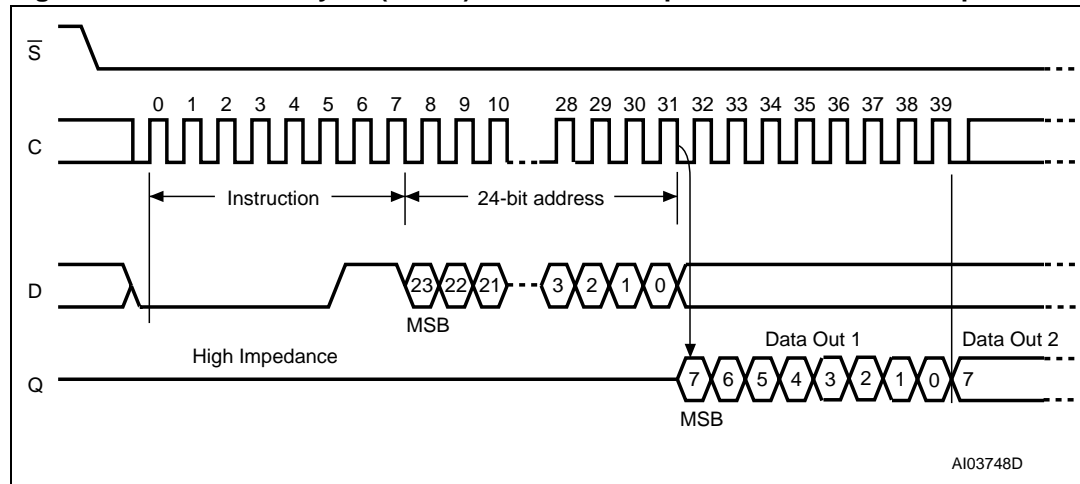 S
0 1 2 3 4 5 6 7 8 9 10 28 29 30 31 32 33 34 35 36 37 38 39
C
Instruction 24-bit address
D
23 22 21 3 2 1 0
MSB
High Impedance Data Out 1 Data Out 2
Q
7 6 5 4 3 2 1 0 7
MSB
AI03748D